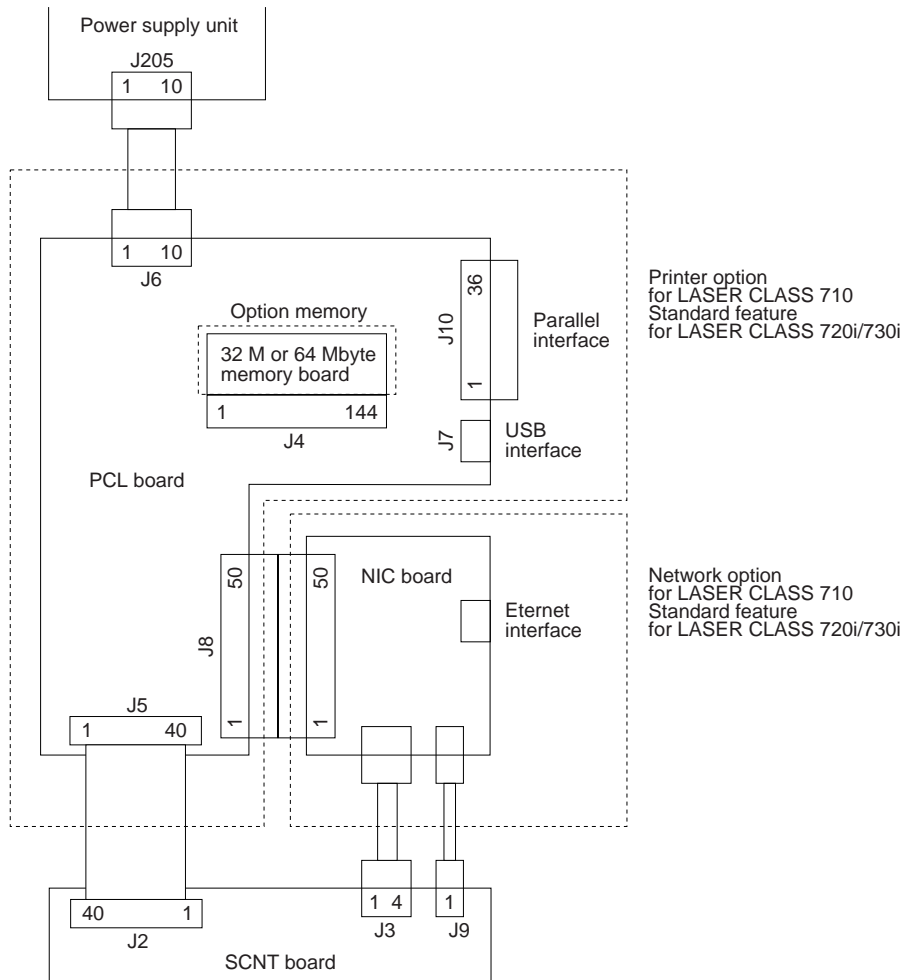 Power supply unit
J205
1 10
1 10
J6
Option memory
32 M or 64 Mbyte
memory board
1 144
J4
36
J10
1
Parallel
interface
J7
USB
interface
Printer option
for LASER CLASS 710
Standard feature
for LASER CLASS 720i/730i
PCL board
50
J8
1
50
1
NIC board
Eternet
interface
Network option
for LASER CLASS 710
Standard feature
for LASER CLASS 720i/730i
J5
1 40
40 1
J2
1 4
J3
1
J9
SCNT board